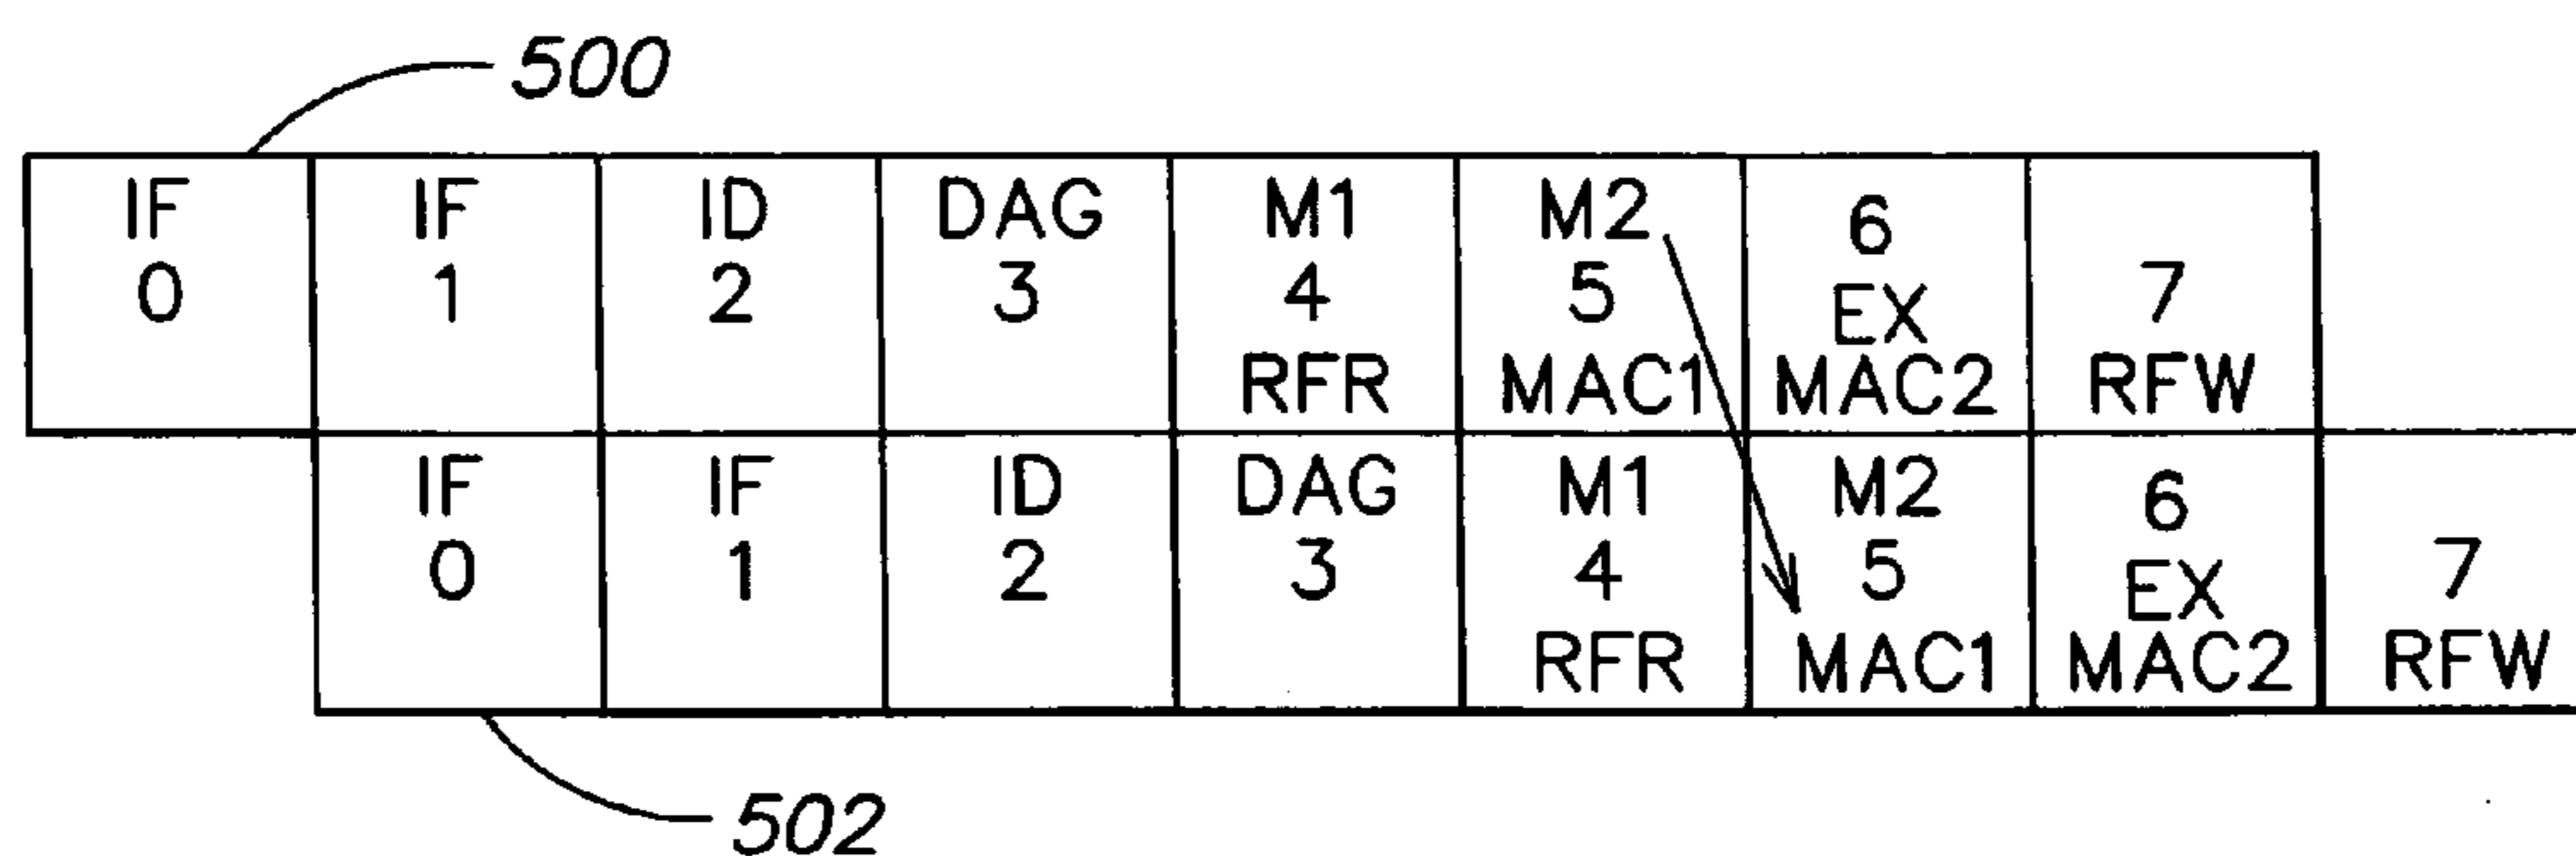 500
IF IF ID DAG M1 M2 6
0 1 2 3 4 5 EX 7
RFR MAC1 MAC2 RFW
IF IF ID DAG M1 M2 6
0 1 2 3 4 5 EX 7
RFR MAC1 MAC2 RFW
502